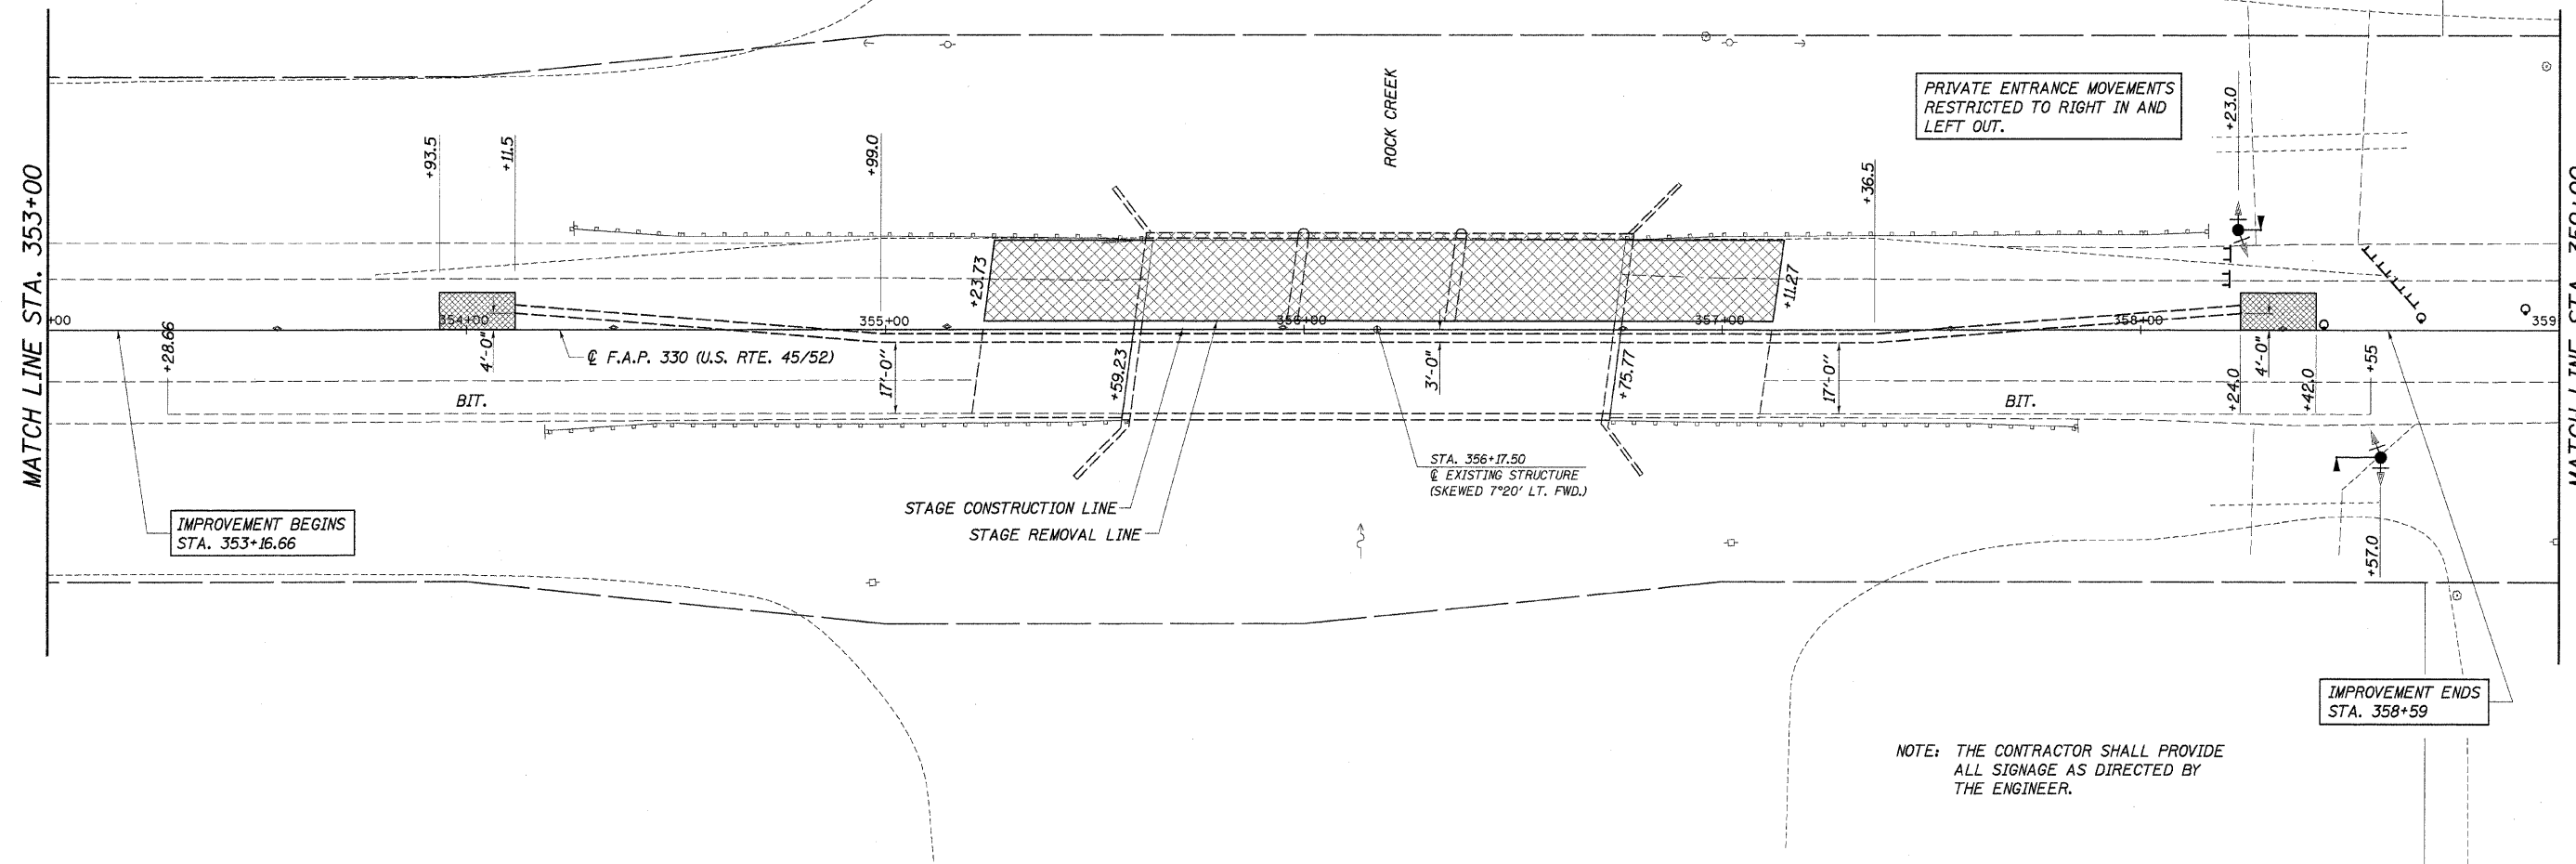 MATCH LINE STA. 353+00
+93.5
+11.5
+99.0
ROCK CREEK
PRIVATE ENTRANCE MOVEMENTS
RESTRICTED TO RIGHT IN AND
LEFT OUT.
+23.0
+36.5
+23.73
+11.27
+00
354+00
355+00
356+00
357+00
358+00
359
+28.66
4'-0"
℄ F.A.P. 330 (U.S. RTE. 45/52)
17'-0"
+59.23
3'-0"
+75.77
17'-0"
4'-0"
+24.0
+42.0
+55
BIT.
BIT.
STA. 356+17.50
℄ EXISTING STRUCTURE
(SKEWED 7°20' LT. FWD.)
STAGE CONSTRUCTION LINE
STAGE REMOVAL LINE
IMPROVEMENT BEGINS
STA. 353+16.66
+57.0
IMPROVEMENT ENDS
STA. 358+59
NOTE: THE CONTRACTOR SHALL PROVIDE
ALL SIGNAGE AS DIRECTED BY
THE ENGINEER.